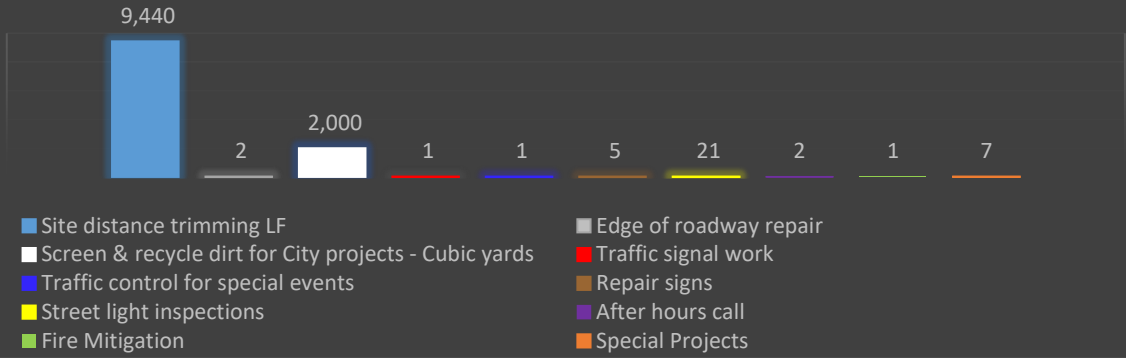 9,440
2
2,000
1
1
5
21
2
1
7
Site distance trimming LF
Edge of roadway repair
Screen & recycle dirt for City projects - Cubic yards
Traffic signal work
Traffic control for special events
Repair signs
Street light inspections
After hours call
Fire Mitigation
Special Projects